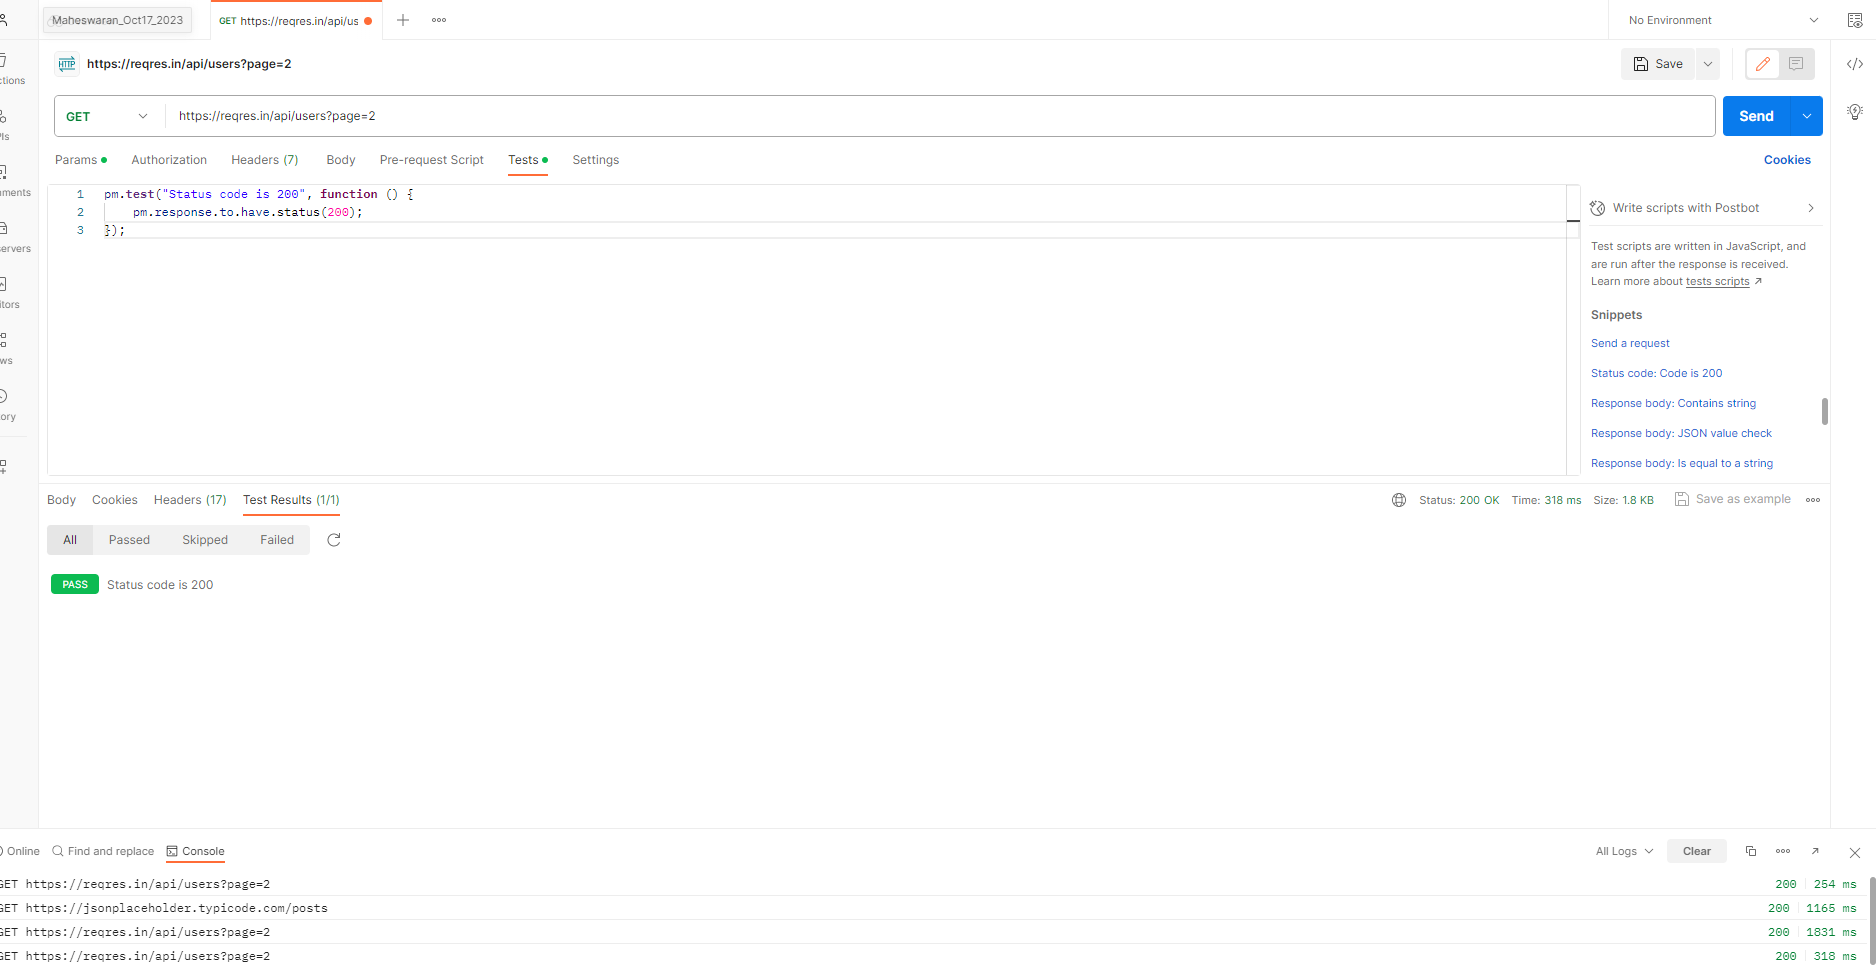 Maheswaran_Oct17_2023
GET https://reqres.in/api/us
No Environment
HTTP
https://reqres.in/api/users?page=2
Save
GET
https://reqres.in/api/users?page=2
Send
Params
Authorization
Headers (7)
Body
Pre-request Script
Tests
Settings
Cookies
1 pm.test("Status code is 200", function () {
2 pm.response.to.have.status(200);
3 });
Write scripts with Postbot
Test scripts are written in JavaScript, and
are run after the response is received.
Learn more about tests scripts
Snippets
Send a request
Status code: Code is 200
Response body: Contains string
Response body: JSON value check
Response body: Is equal to a string
ctions
PIs
nments
servers
itors
ws
ory
Body
Cookies
Headers (17)
Test Results (1/1)
Status: 200 OK
Time: 318 ms
Size: 1.8 KB
Save as example
All
Passed
Skipped
Failed
PASS
Status code is 200
Online
Find and replace
Console
All Logs
Clear
GET https://reqres.in/api/users?page=2 200 254 ms
GET https://jsonplaceholder.typicode.com/posts 200 1165 ms
GET https://reqres.in/api/users?page=2 200 1831 ms
GET https://reqres.in/api/users?page=2 200 318 ms